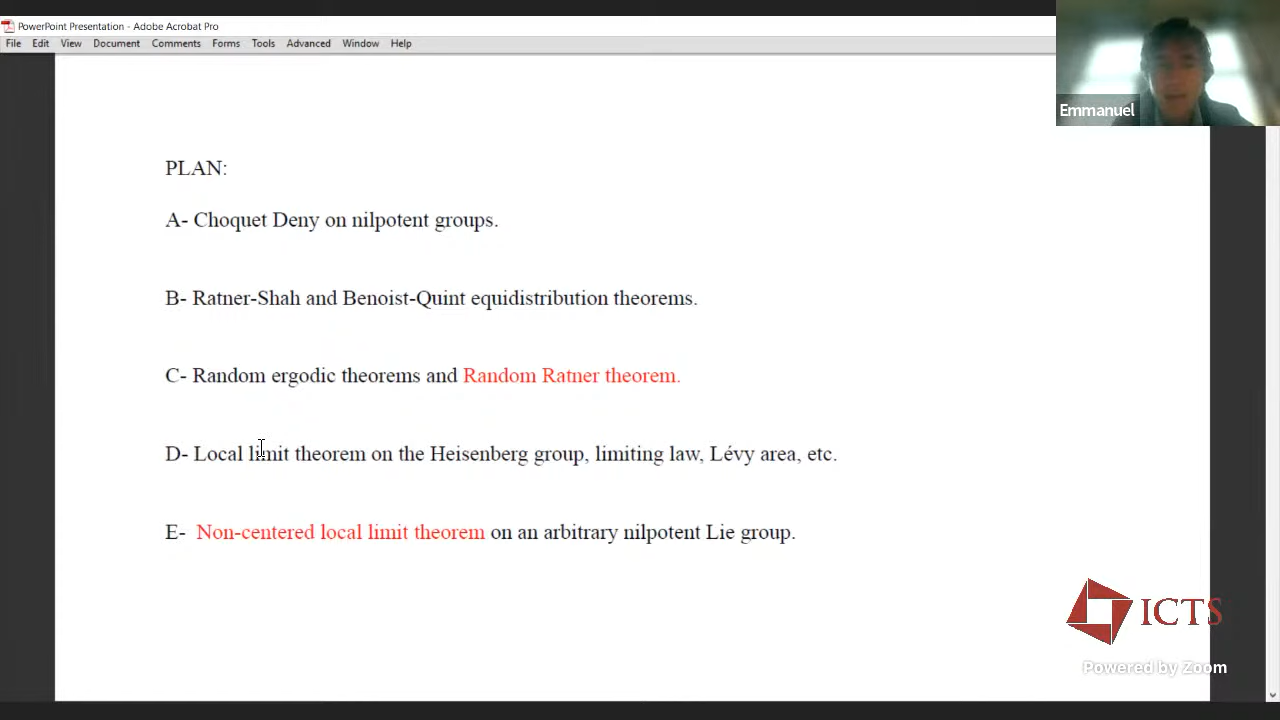 PowerPoint Presentation - Adobe Acrobat Pro
File Edit View Document Comments Forms Tools Advanced Window Help
Emmanuel
PLAN:
A- Choquet Deny on nilpotent groups.
B- Ratner-Shah and Benoist-Quint equidistribution theorems.
C- Random ergodic theorems and Random Ratner theorem.
D- Local limit theorem on the Heisenberg group, limiting law, Lévy area, etc.
E- Non-centered local limit theorem on an arbitrary nilpotent Lie group.
ICTS
Powered by Zoom